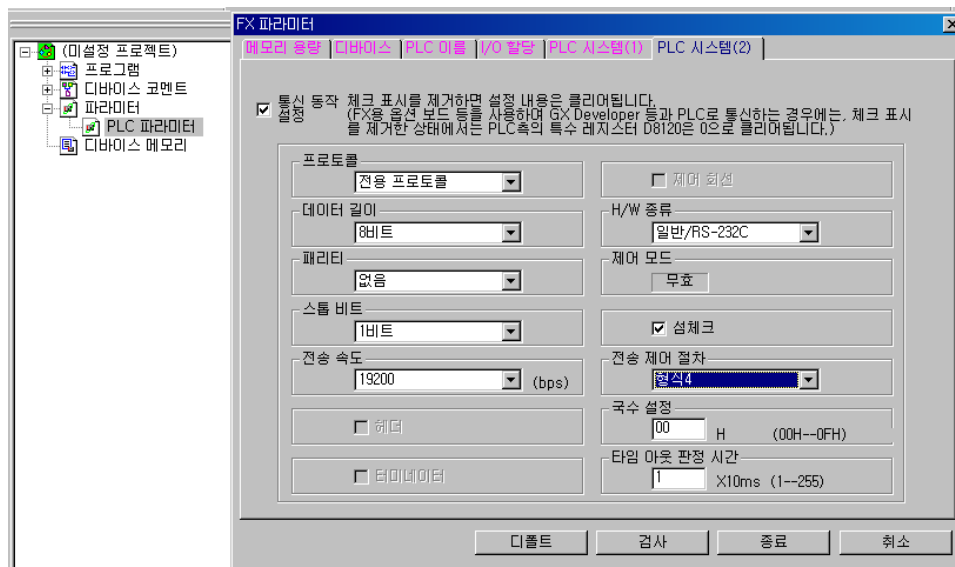 FX 파라미터
(미설정 프로젝트)
프로그램
디바이스 코멘트
파라미터
PLC 파라미터
디바이스 메모리
메모리 용량 디바이스 PLC 이름 I/O 할당 PLC 시스템(1) PLC 시스템(2)
통신 동작 설정
체크 표시를 제거하면 설정 내용은 클리어됩니다.
(FX용 옵션 보드 등을 사용하며 GX Developer 등과 PLC로 통신하는 경우에는, 체크 표시
를 제거한 상태에서는 PLC측의 특수 레지스터 D8120은 0으로 클리어됩니다.)
프로토콜
전용 프로토콜
제어 회선
데이터 길이
8비트
H/W 종류
일반/RS-232C
패리티
없음
제어 모드
무효
스톱 비트
1비트
섬체크
전송 속도
19200 (bps)
전송 제어 절차
형식4
헤더
국수 설정
00 H (00H--0FH)
터미네이터
타임 아웃 판정 시간
1 X10ms (1--255)
디폴트 검사 종료 취소